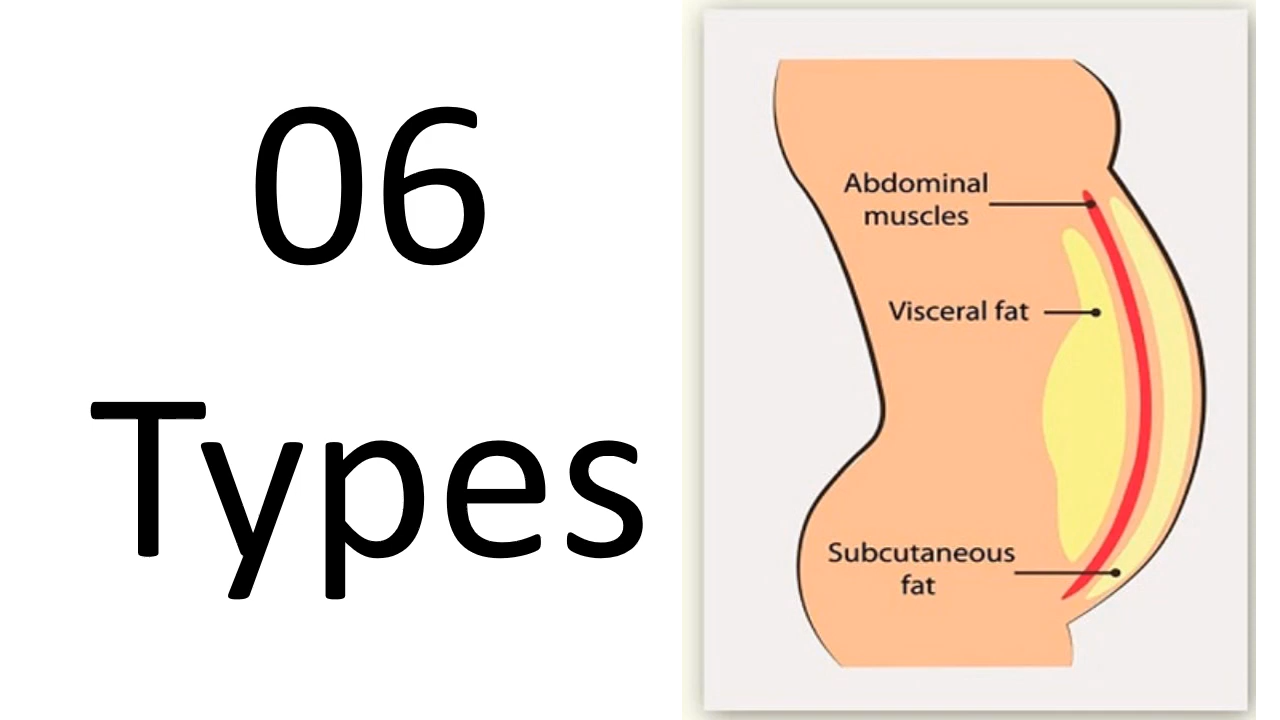 06
Types
Abdominal
muscles
Visceral fat
Subcutaneous
fat